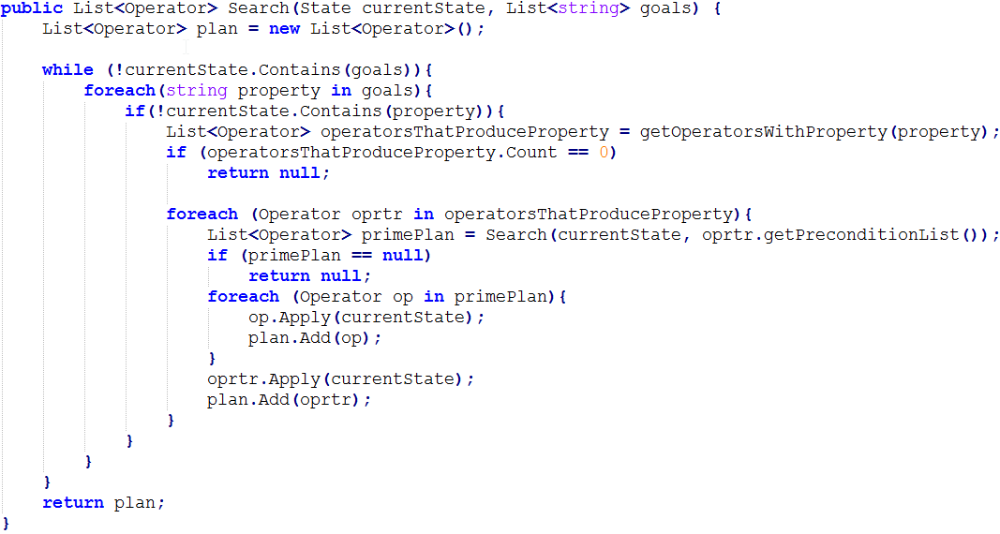 public List<Operator> Search(State currentState, List<string> goals) {
    List<Operator> plan = new List<Operator>();

    while (!currentState.Contains(goals)){
        foreach(string property in goals){
            if(!currentState.Contains(property)){
                List<Operator> operatorsThatProduceProperty = getOperatorsWithProperty(property);
                if (operatorsThatProduceProperty.Count == 0)
                    return null;

                foreach (Operator oprtr in operatorsThatProduceProperty){
                    List<Operator> primePlan = Search(currentState, oprtr.getPreconditionList());
                    if (primePlan == null)
                        return null;
                    foreach (Operator op in primePlan){
                        op.Apply(currentState);
                        plan.Add(op);
                    }
                    oprtr.Apply(currentState);
                    plan.Add(oprtr);
                }
            }
        }
    }
    return plan;
}